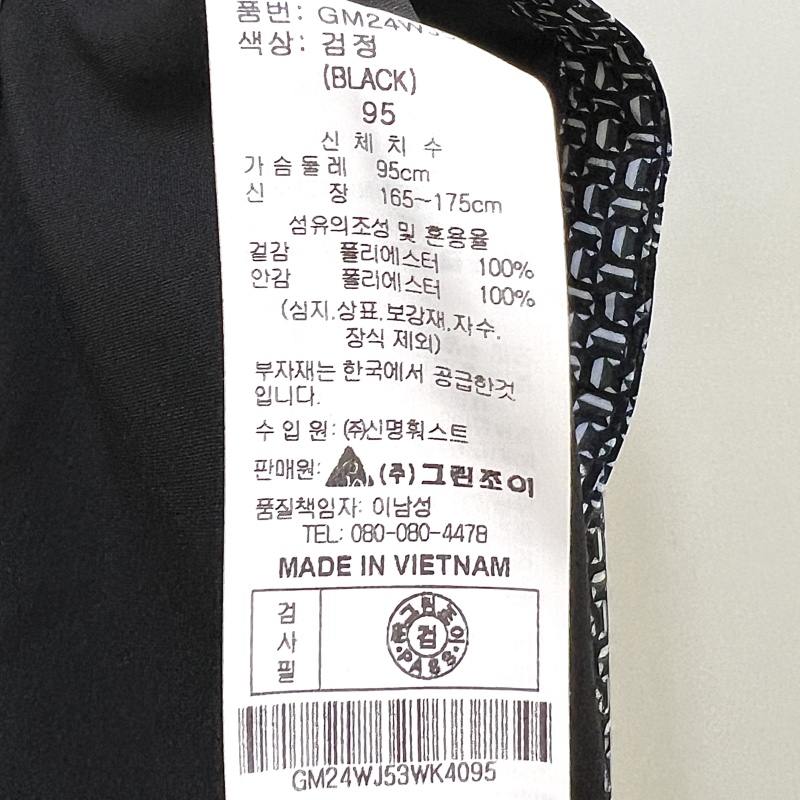 품번: GM24WJ
색상: 검정
(BLACK)
95
신 체 치 수
가 슴 둘 레 95cm
신 장 165~175cm
섬유의조성 및 혼용율
겉감 폴리에스터 100%
안감 폴리에스터 100%
(심지,상표,보강재,자수,
장식 제외)
부자재는 한국에서 공급한것
입니다.
수 입 원: ㈜신명훠스트
판매원: (주)그린조이
품질책임자: 이남성
TEL: 080-080-4478
MADE IN VIETNAM
검
사
필
그린조이
검
PASS
GM24WJ53WK4095